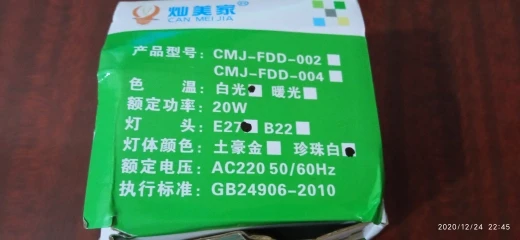 灿美家
CAN MEIJIA
产品型号: CMJ-FDD-002
CMJ-FDD-004
色 温: 白光 暖光
额定功率: 20W
灯 头: E27 B22
灯体颜色: 土豪金 珍珠白
额定电压: AC220 50/60Hz
执行标准: GB24906-2010
2020/12/24 22:45